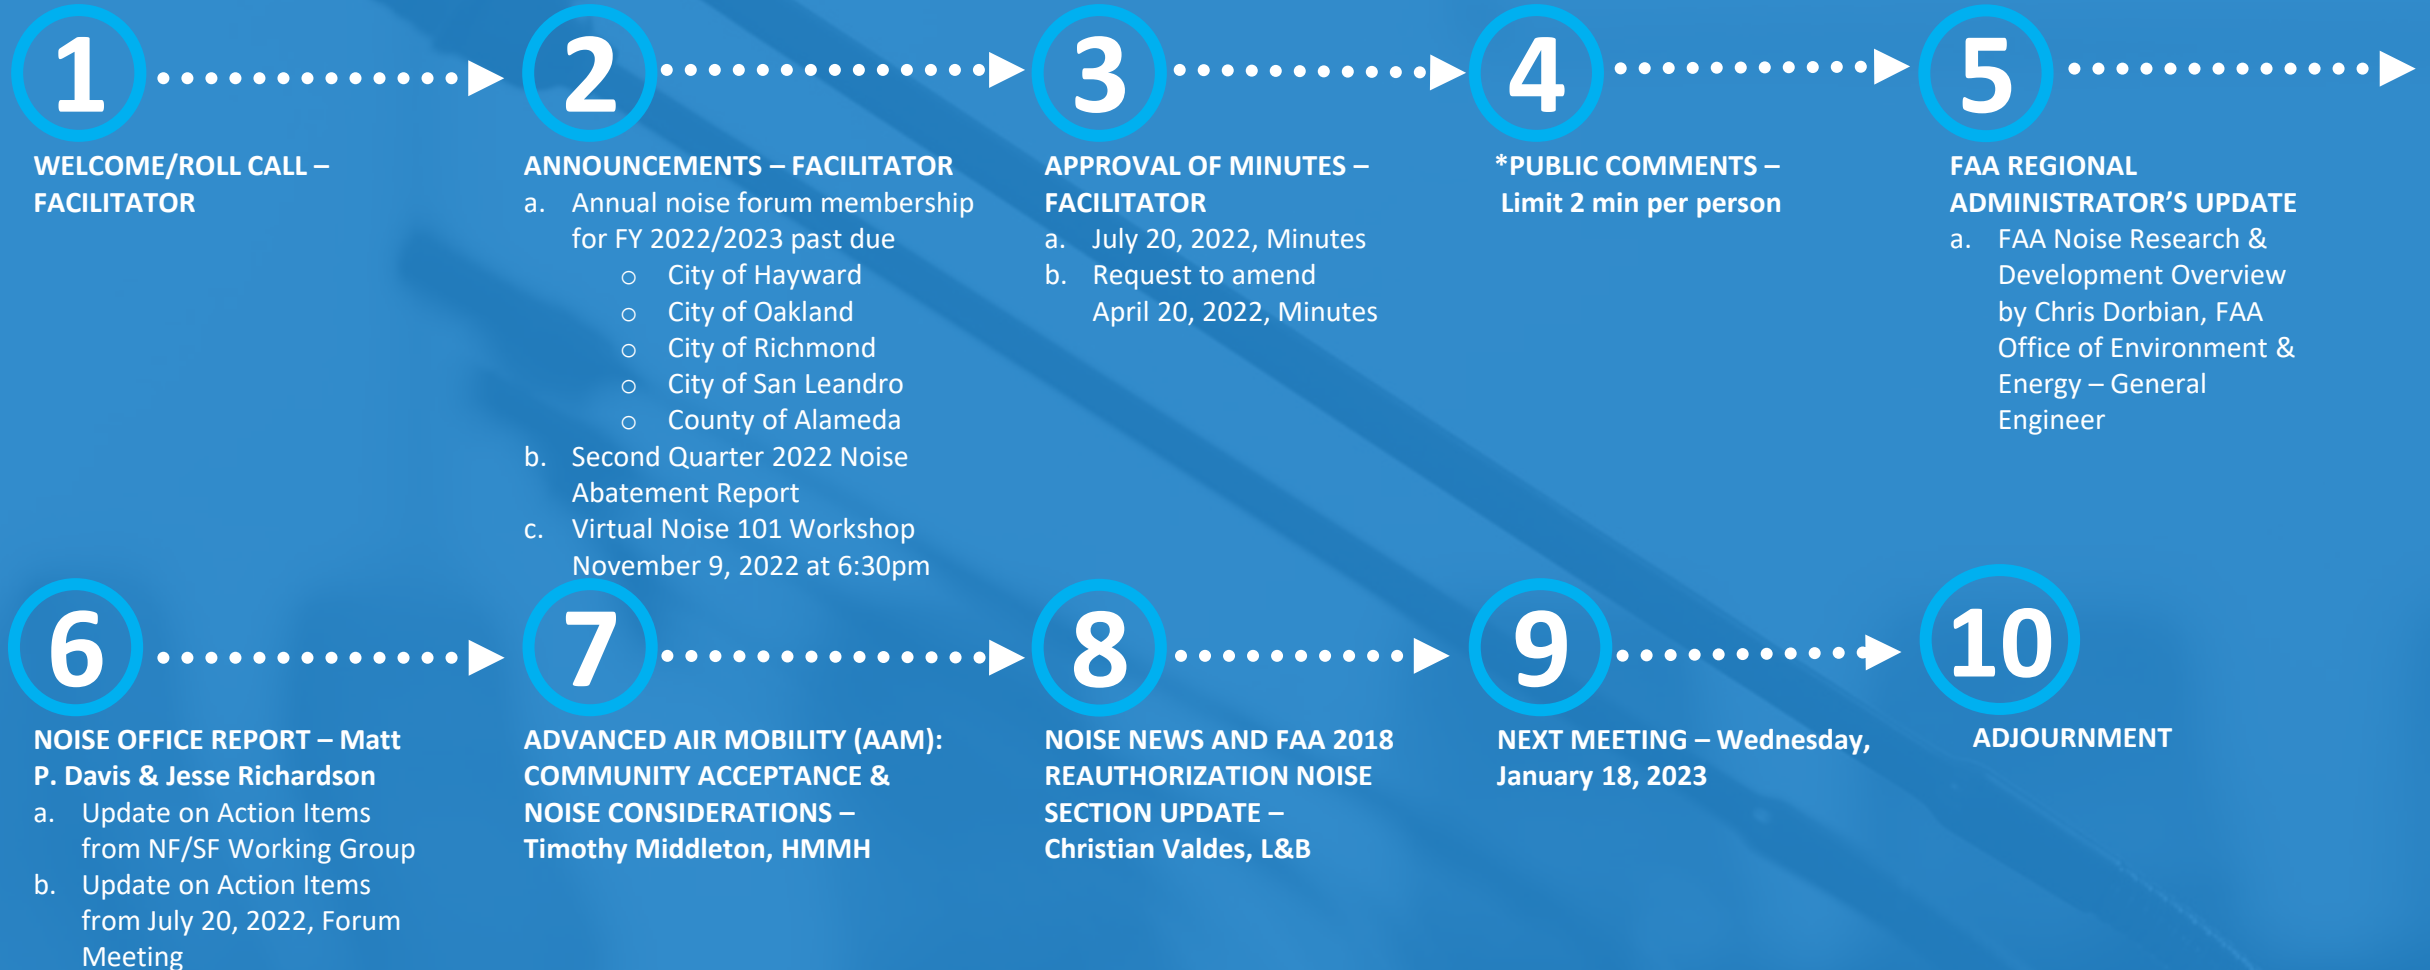 1
WELCOME/ROLL CALL –
FACILITATOR
2
ANNOUNCEMENTS – FACILITATOR
a. Annual noise forum membership
for FY 2022/2023 past due
o City of Hayward
o City of Oakland
o City of Richmond
o City of San Leandro
o County of Alameda
b. Second Quarter 2022 Noise
Abatement Report
c. Virtual Noise 101 Workshop
November 9, 2022 at 6:30pm
3
APPROVAL OF MINUTES –
FACILITATOR
a. July 20, 2022, Minutes
b. Request to amend
April 20, 2022, Minutes
4
*PUBLIC COMMENTS –
Limit 2 min per person
5
FAA REGIONAL
ADMINISTRATOR’S UPDATE
a. FAA Noise Research &
Development Overview
by Chris Dorbian, FAA
Office of Environment &
Energy – General
Engineer
6
NOISE OFFICE REPORT – Matt
P. Davis & Jesse Richardson
a. Update on Action Items
from NF/SF Working Group
b. Update on Action Items
from July 20, 2022, Forum
Meeting
7
ADVANCED AIR MOBILITY (AAM):
COMMUNITY ACCEPTANCE &
NOISE CONSIDERATIONS –
Timothy Middleton, HMMH
8
NOISE NEWS AND FAA 2018
REAUTHORIZATION NOISE
SECTION UPDATE –
Christian Valdes, L&B
9
NEXT MEETING – Wednesday,
January 18, 2023
10
ADJOURNMENT